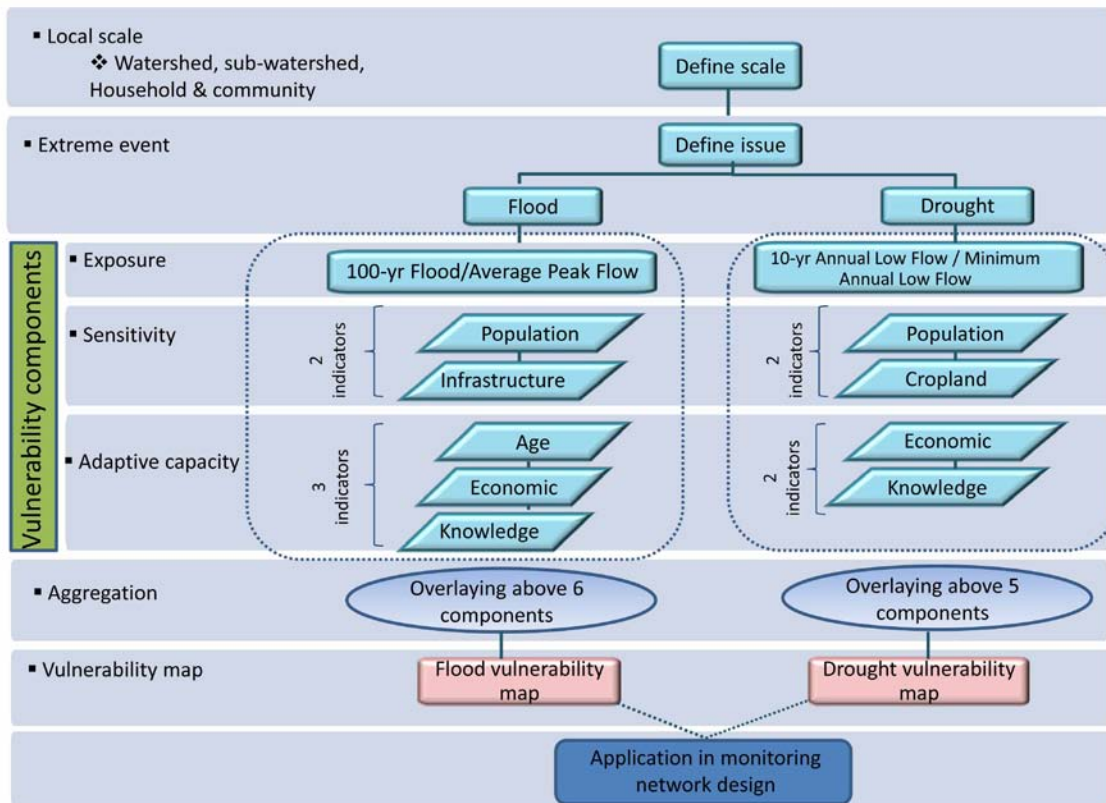 ▪ Local scale
❖ Watershed, sub-watershed,
Household & community
Define scale
▪ Extreme event
Define issue
Flood
Drought
Vulnerability components
▪ Exposure
100-yr Flood/Average Peak Flow
10-yr Annual Low Flow / Minimum
Annual Low Flow
▪ Sensitivity
2
indicators
Population
Infrastructure
2
indicators
Population
Cropland
▪ Adaptive capacity
3
indicators
Age
Economic
Knowledge
2
indicators
Economic
Knowledge
▪ Aggregation
Overlaying above 6
components
Overlaying above 5
components
▪ Vulnerability map
Flood vulnerability
map
Drought vulnerability
map
Application in monitoring
network design